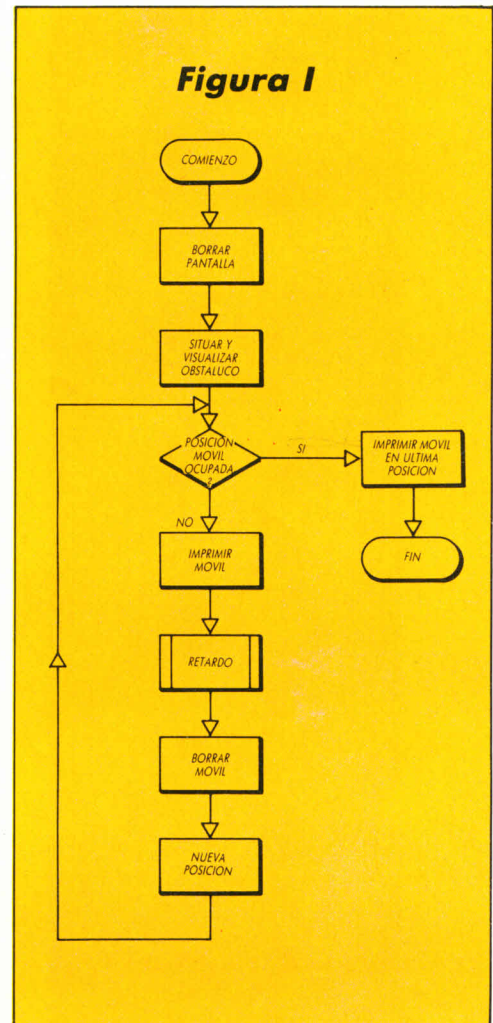 Figura I
COMIENZO
BORRAR
PANTALLA
SITUAR Y
VISUALIZAR
OBSTALUCO
POSICIÓN
MOVIL
OCUPADA
?
SI
IMPRIMIR MOVIL
EN ULTIMA
POSICION
FIN
NO
IMPRIMIR
MOVIL
RETARDO
BORRAR
MOVIL
NUEVA
POSICION